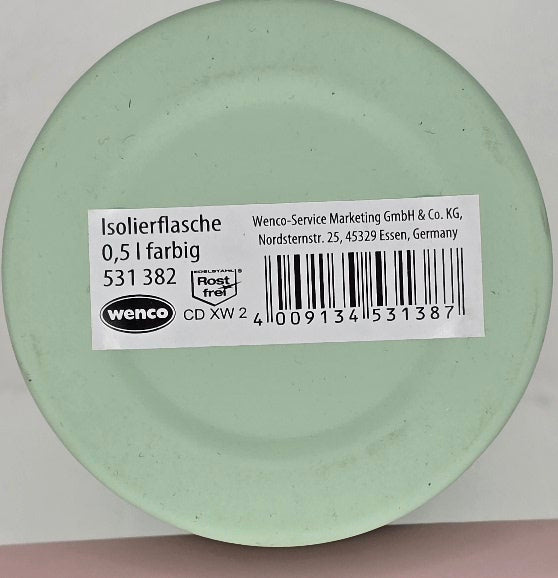 Isolierflasche
0,5 l farbig
531 382
EDELSTAHL®
Rost
frei
wenco
CD XW 2
Wenco-Service Marketing GmbH & Co. KG,
Nordsternstr. 25, 45329 Essen, Germany
4 009134 531387